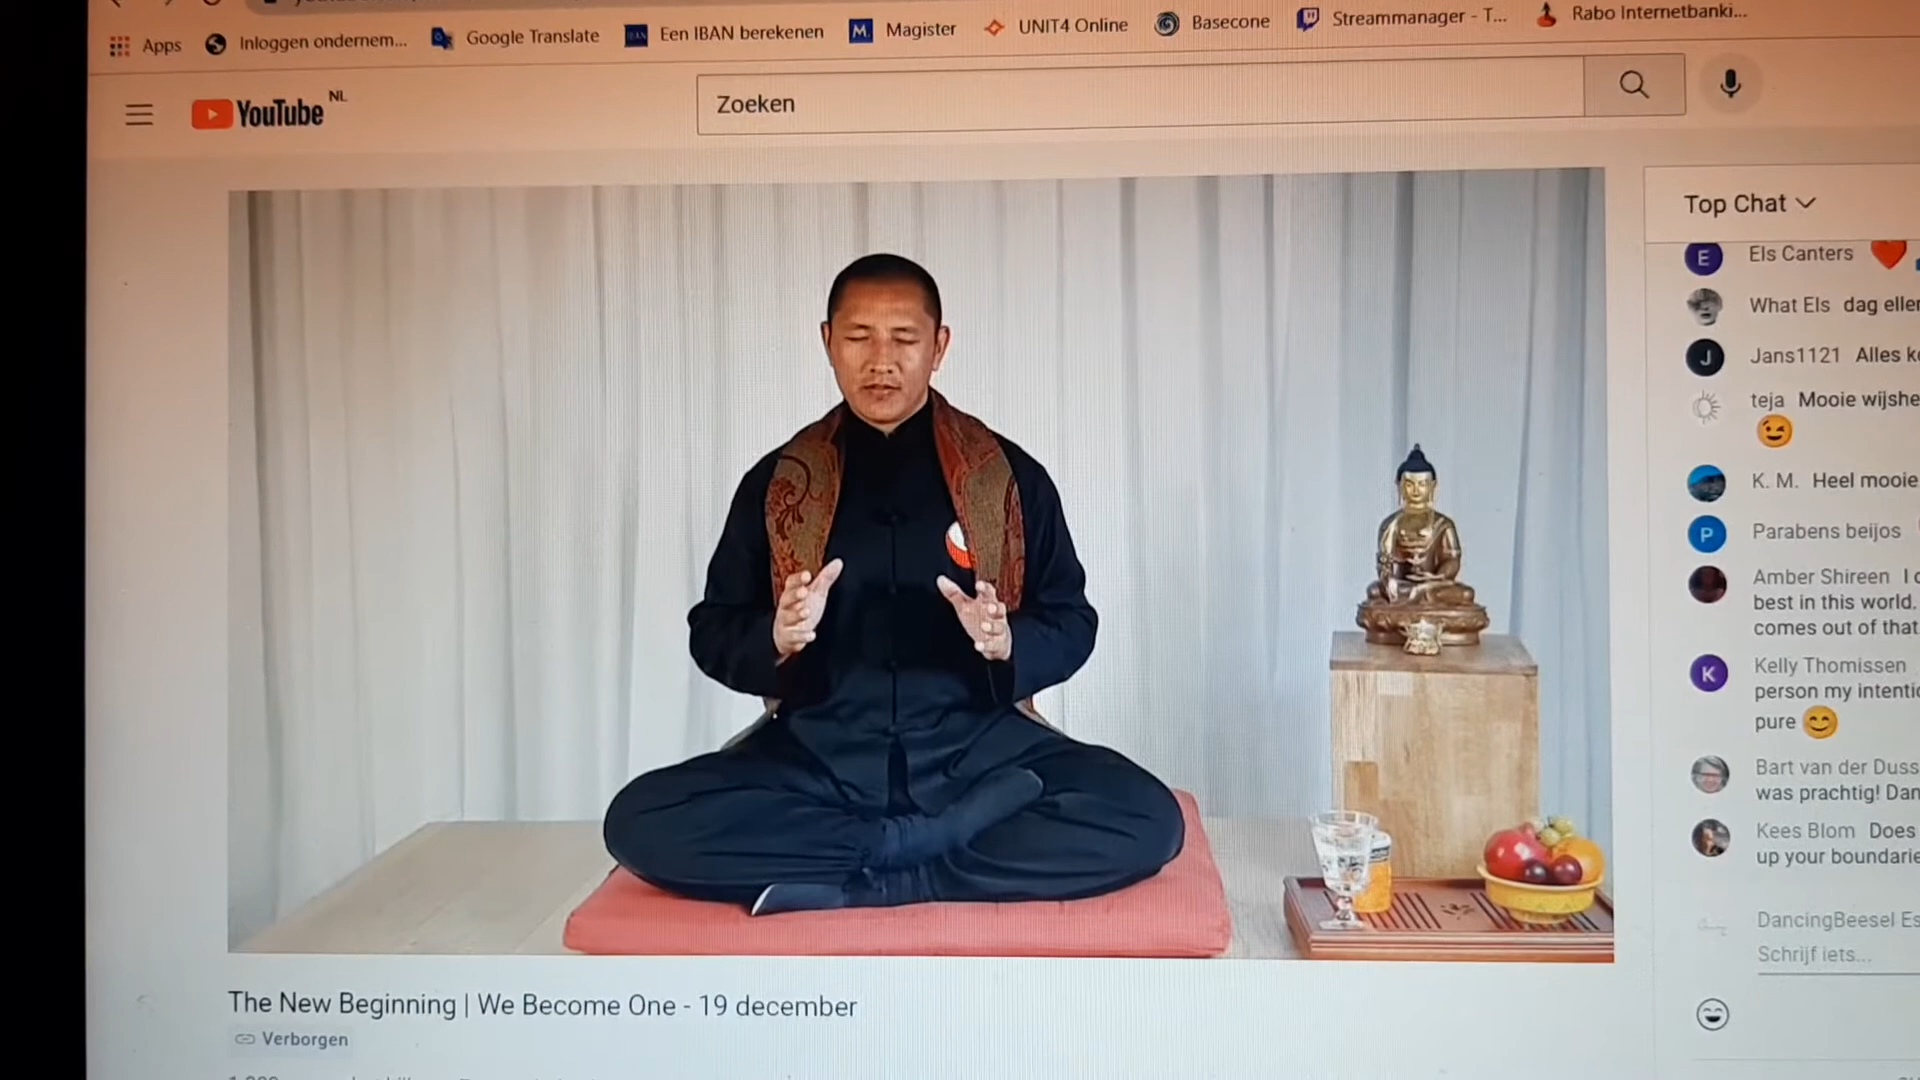 Apps Inloggen ondernem... Google Translate Een IBAN berekenen Magister UNIT4 Online Basecone Streammanager - T... Rabo Internetbanki...
YouTube NL
Zoeken
Top Chat
E Els Canters
What Els dag eller
J Jans1121 Alles k
teja Mooie wijshe
K. M. Heel mooie
P Parabens beijos
Amber Shireen I
best in this world.
comes out of that
K Kelly Thomissen
person my intenti
pure
Bart van der Duss
was prachtig! Dan
Kees Blom Does
up your boundarie
DancingBeesel Es
Schrijf iets...
The New Beginning | We Become One - 19 december
Verborgen